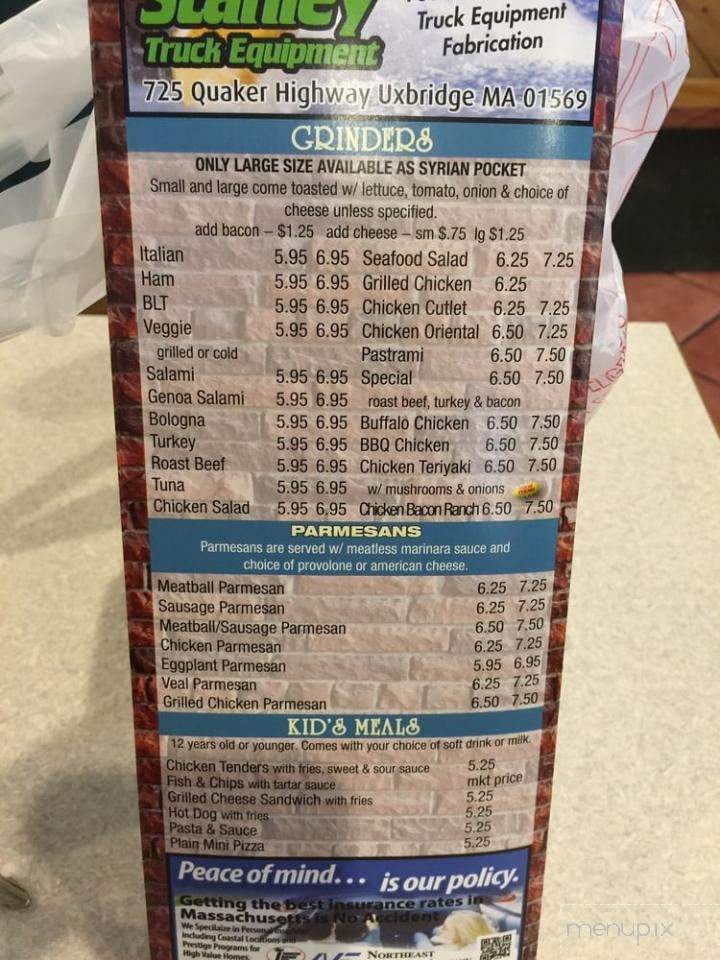 Stanley
Truck Equipment
Truck Equipment
Fabrication
725 Quaker Highway Uxbridge MA 01569
GRINDERS
ONLY LARGE SIZE AVAILABLE AS SYRIAN POCKET
Small and large come toasted w/ lettuce, tomato, onion & choice of
cheese unless specified.
add bacon – $1.25 add cheese – sm $.75 lg $1.25
Italian 5.95 6.95
Ham 5.95 6.95
BLT 5.95 6.95
Veggie 5.95 6.95
grilled or cold
Salami 5.95 6.95
Genoa Salami 5.95 6.95
Bologna 5.95 6.95
Turkey 5.95 6.95
Roast Beef 5.95 6.95
Tuna 5.95 6.95
Chicken Salad 5.95 6.95
Seafood Salad 6.25 7.25
Grilled Chicken 6.25
Chicken Cutlet 6.25 7.25
Chicken Oriental 6.50 7.25
Pastrami 6.50 7.50
Special 6.50 7.50
roast beef, turkey & bacon
Buffalo Chicken 6.50 7.50
BBQ Chicken 6.50 7.50
Chicken Teriyaki 6.50 7.50
w/ mushrooms & onions
Chicken Bacon Ranch 6.50 7.50
PARMESANS
Parmesans are served w/ meatless marinara sauce and
choice of provolone or american cheese.
Meatball Parmesan 6.25 7.25
Sausage Parmesan 6.25 7.25
Meatball/Sausage Parmesan 6.50 7.50
Chicken Parmesan 6.25 7.25
Eggplant Parmesan 5.95 6.95
Veal Parmesan 6.25 7.25
Grilled Chicken Parmesan 6.50 7.50
KID'S MEALS
12 years old or younger. Comes with your choice of soft drink or milk.
Chicken Tenders with fries, sweet & sour sauce 5.25
Fish & Chips with tartar sauce mkt price
Grilled Cheese Sandwich with fries 5.25
Hot Dog with fries 5.25
Pasta & Sauce 5.25
Plain Mini Pizza 5.25
Peace of mind... is our policy.
Getting the best insurance rates in
Massachusetts is No Accident
We Specialize in Personal
Including Coastal Locations and
Prestige Programs for
High Value Homes
NORTHEAST
menupix